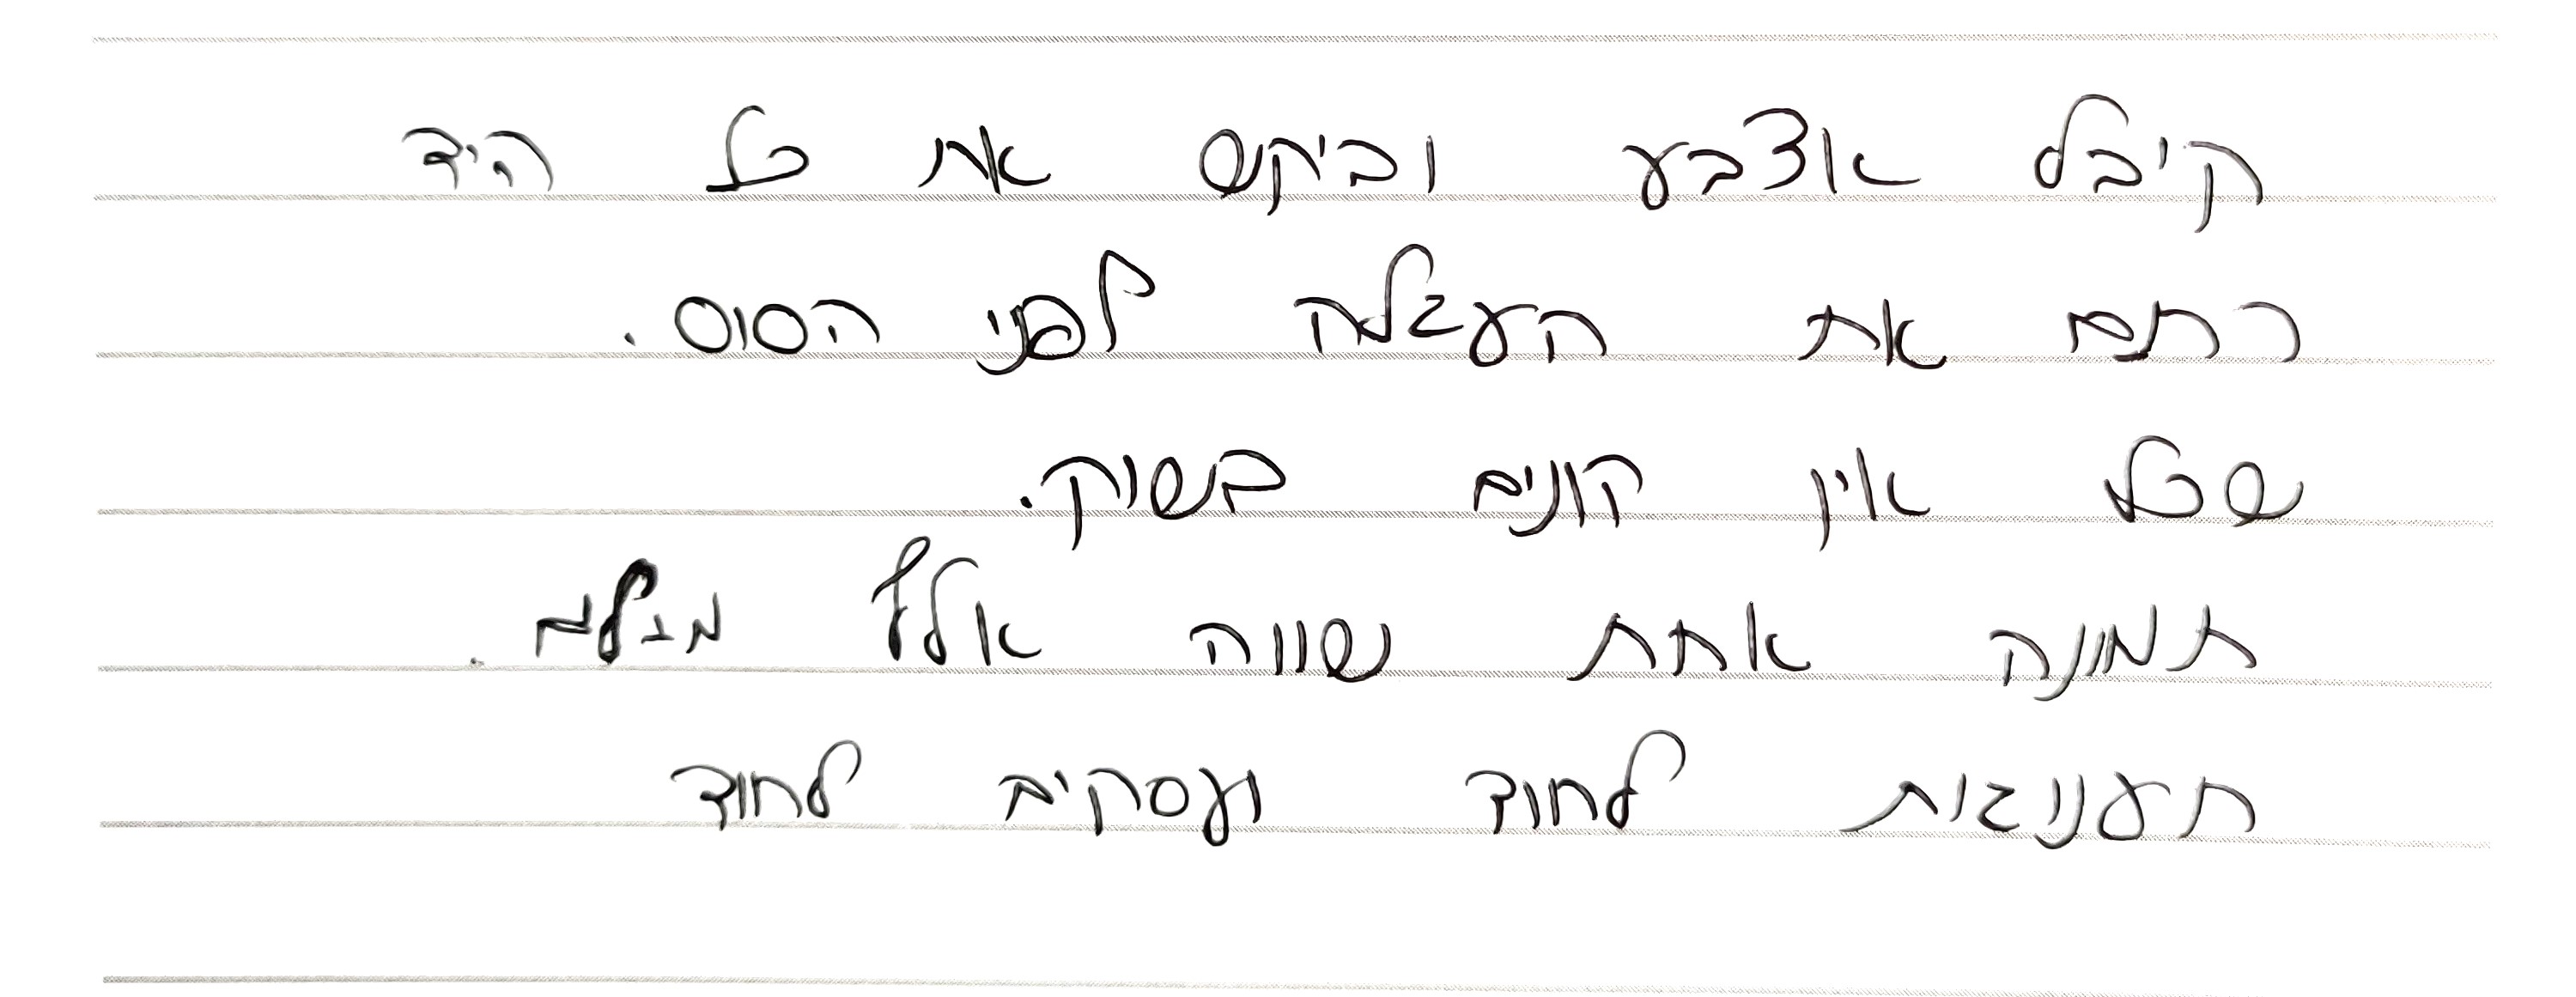 קיבל אצבע וביקש את כל היד
רתם את העגלה לפני הסוס.
שכל אין קונים בשוק.
תמונה אחת שווה אלף מילים.
תענוגות לחוד ועסקים לחוד